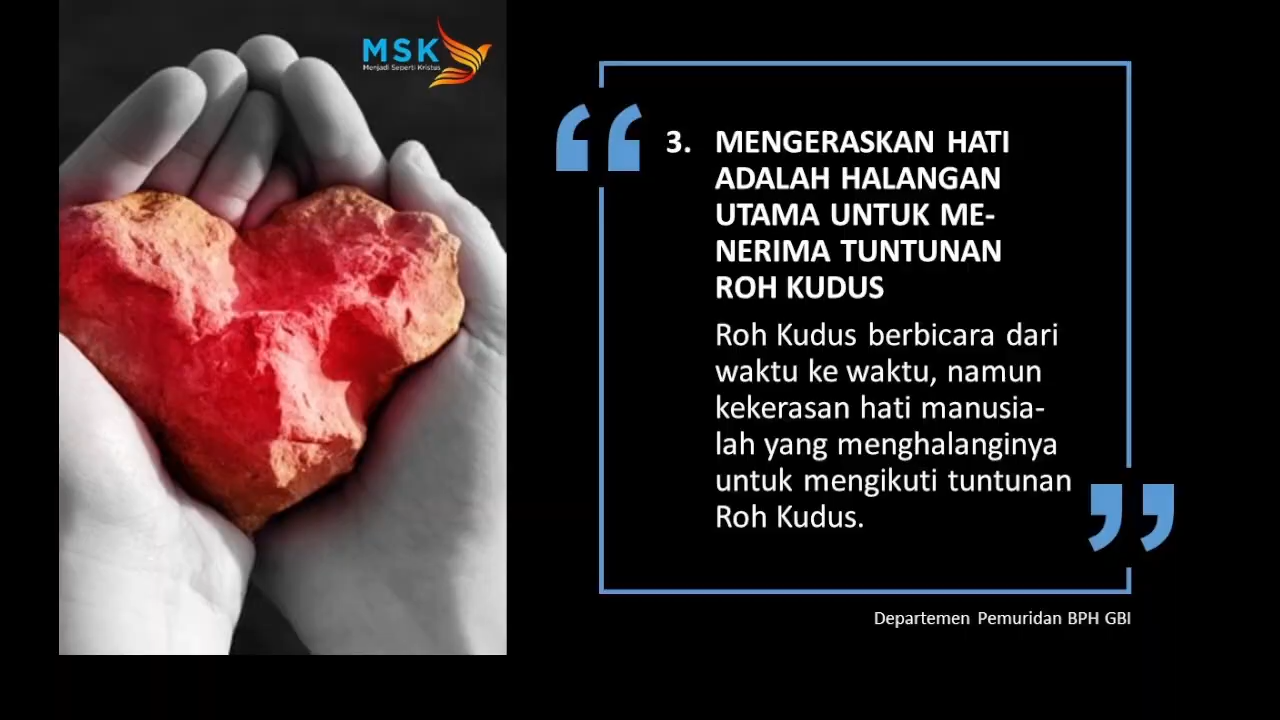 MSK
Menjadi Seperti Kristus
3. MENGERASKAN HATI
ADALAH HALANGAN
UTAMA UNTUK ME-
NERIMA TUNTUNAN
ROH KUDUS
Roh Kudus berbicara dari
waktu ke waktu, namun
kekerasan hati manusia-
lah yang menghalanginya
untuk mengikuti tuntunan
Roh Kudus.
Departemen Pemuridan BPH GBI